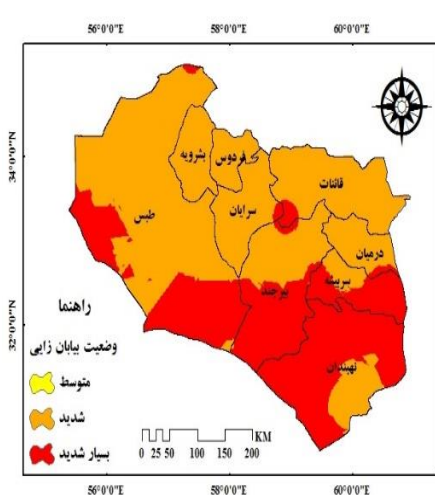 56°0'0"E 58°0'0"E 60°0'0"E
34°0'0"N
32°0'0"N
بشرویه
فردوس
قائنات
طبس
سرایان
درمیان
سربیشه
بیرجند
نهبندان
راهنما
وضعیت بیابان زایی
متوسط
شدید
بسیار شدید
KM
0 25 50 100 150 200
56°0'0"E 58°0'0"E 60°0'0"E